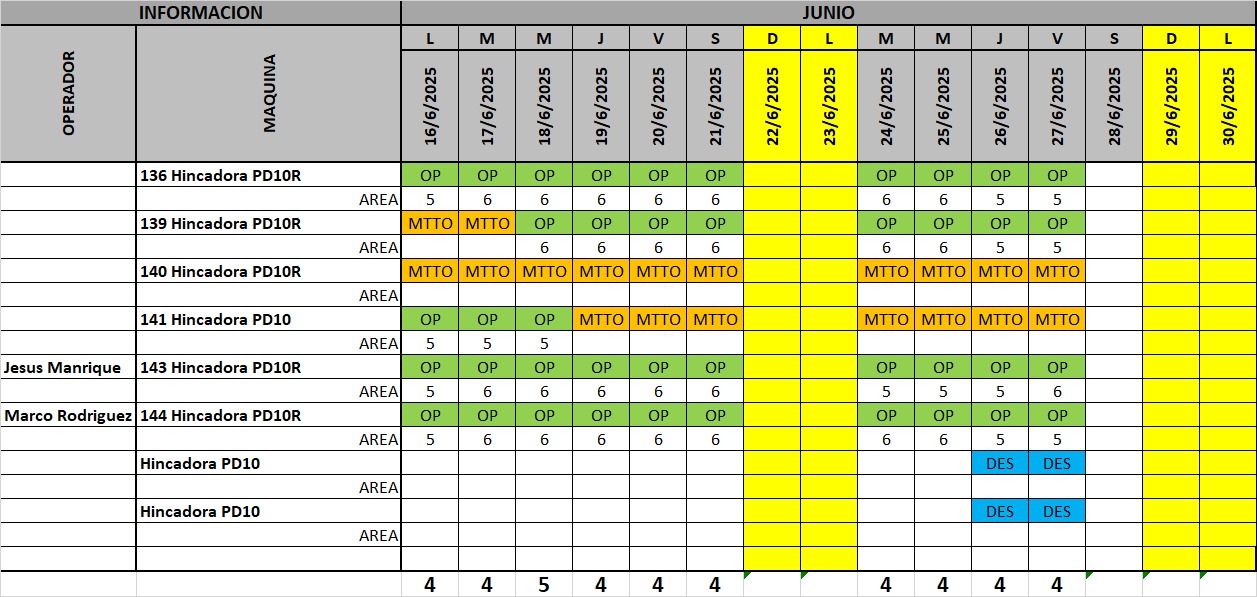 INFORMACION JUNIO
OPERADOR MAQUINA L M M J V S D L M M J V S D L
16/6/2025 17/6/2025 18/6/2025 19/6/2025 20/6/2025 21/6/2025 22/6/2025 23/6/2025 24/6/2025 25/6/2025 26/6/2025 27/6/2025 28/6/2025 29/6/2025 30/6/2025
136 Hincadora PD10R OP OP OP OP OP OP OP OP OP OP
AREA 5 6 6 6 6 6 6 6 5 5
139 Hincadora PD10R MTTO MTTO OP OP OP OP OP OP OP OP
AREA 6 6 6 6 6 6 5 5
140 Hincadora PD10R MTTO MTTO MTTO MTTO MTTO MTTO MTTO MTTO MTTO MTTO
AREA
141 Hincadora PD10 OP OP OP MTTO MTTO MTTO MTTO MTTO MTTO MTTO
AREA 5 5 5
Jesus Manrique 143 Hincadora PD10R OP OP OP OP OP OP OP OP OP OP
AREA 5 6 6 6 6 6 5 5 5 6
Marco Rodriguez 144 Hincadora PD10R OP OP OP OP OP OP OP OP OP OP
AREA 5 6 6 6 6 6 6 6 5 5
Hincadora PD10 DES DES
AREA
Hincadora PD10 DES DES
AREA
4 4 5 4 4 4 4 4 4 4